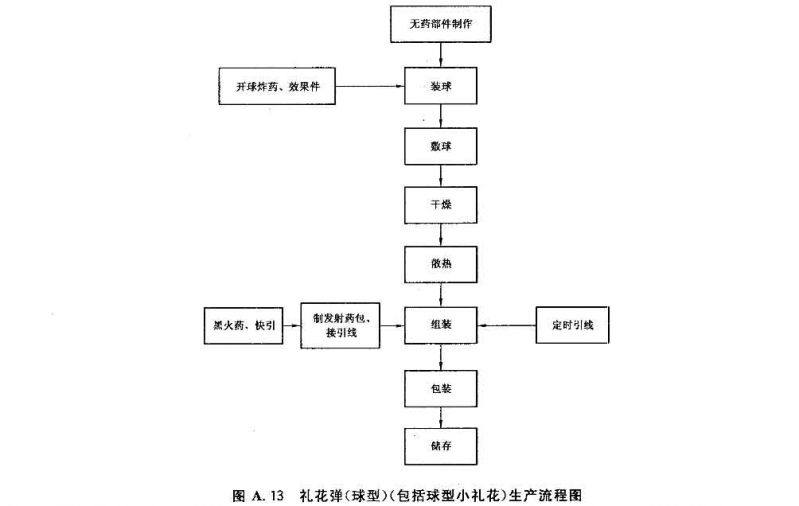 无药部件制作
开球炸药、效果件
装球
敷球
干燥
散热
黑火药、快引
制发射药包、
接引线
组装
定时引线
包装
储存
图 A.13 礼花弹(球型)(包括球型小礼花)生产流程图